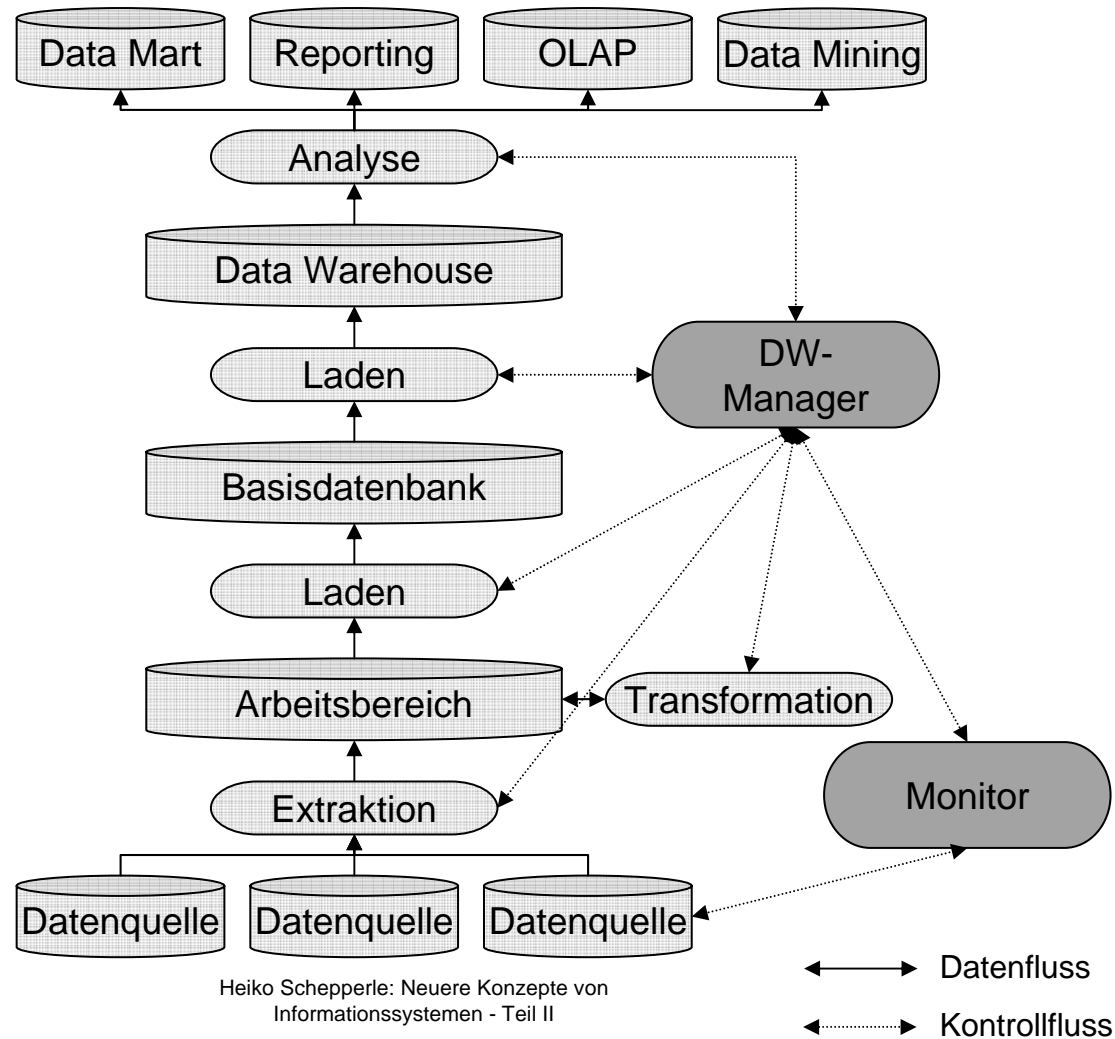 Data Mart
Reporting
OLAP
Data Mining
Analyse
Data Warehouse
Laden
DW-
Manager
Basisdatenbank
Laden
Arbeitsbereich
Transformation
Extraktion
Monitor
Datenquelle
Datenquelle
Datenquelle
Heiko Schepperle: Neuere Konzepte von
Informationssystemen - Teil II
Datenfluss
Kontrollfluss